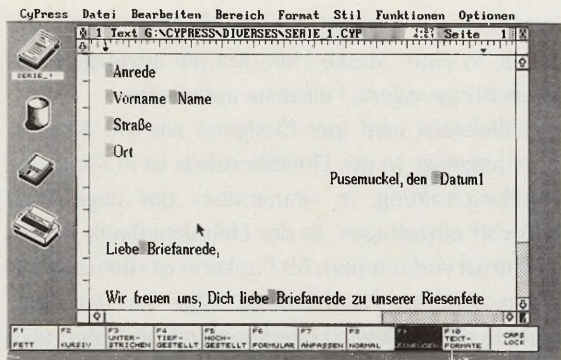 CyPress Datei Bearbeiten Bereich Format Stil Funktionen Optionen
1 Text G:\CYPRESS\DIVERSES\SERIE_1.CYP Seite 1
SERIE_1
Anrede
Vorname Name
Straße
Ort
Pusemuckel, den Datum1
Liebe Briefanrede,
Wir freuen uns, Dich liebe Briefanrede zu unserer Riesenfete
F1 FETT F2 KURSIV F3 UNTER-STRICHEN F4 TIEF-GESTELLT F5 HOCH-GESTELLT F6 FORMULAR F7 ANPASSEN F8 NORMAL F10 TEXT-FORMATE CAPS LOCK